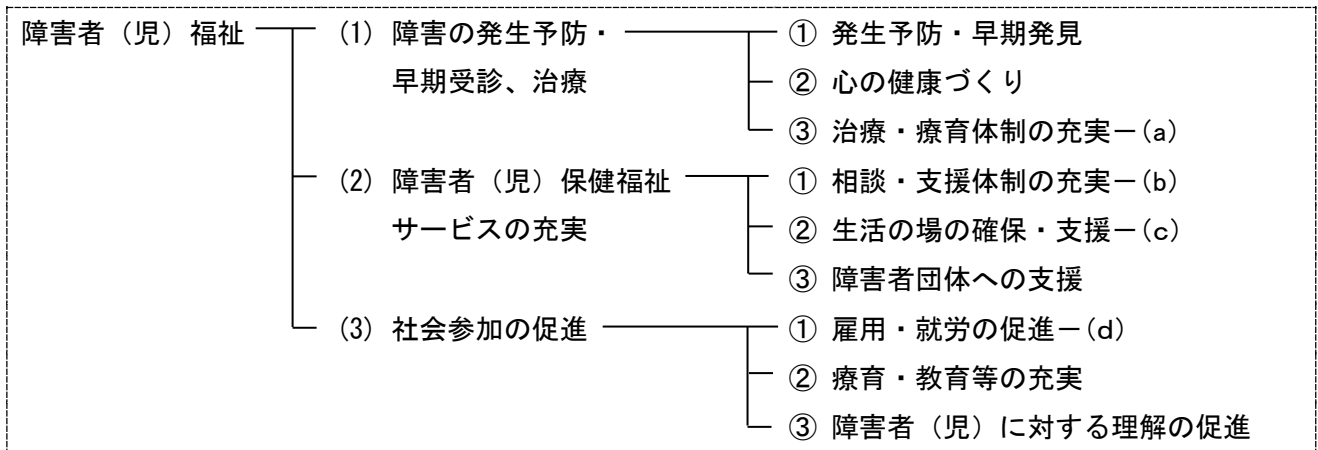 障害者（児）福祉 (1) 障害の発生予防・ ① 発生予防・早期発見
早期受診、治療 ② 心の健康づくり
③ 治療・療育体制の充実－(a)
(2) 障害者（児）保健福祉 ① 相談・支援体制の充実－(b)
サービスの充実 ② 生活の場の確保・支援－(c)
③ 障害者団体への支援
(3) 社会参加の促進 ① 雇用・就労の促進－(d)
② 療育・教育等の充実
③ 障害者（児）に対する理解の促進